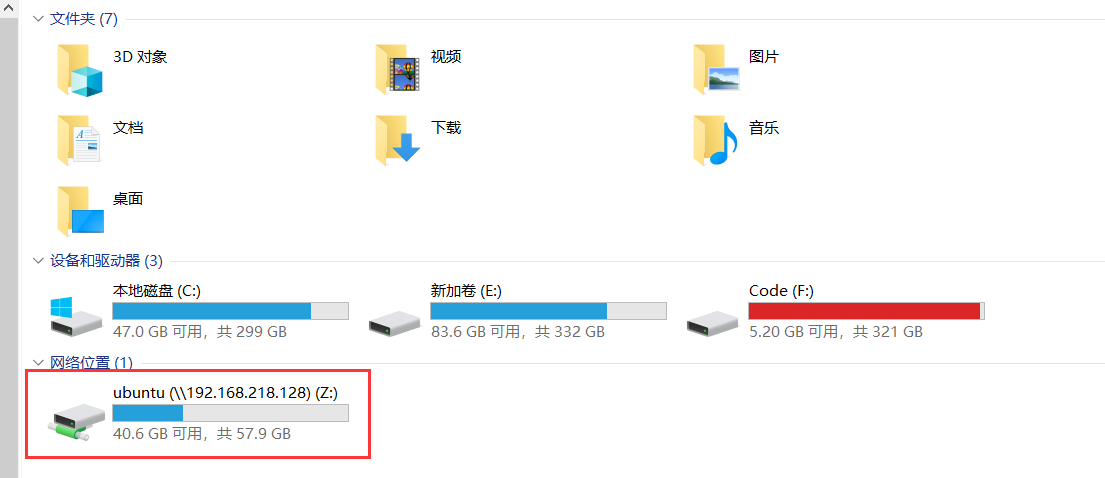 文件夹 (7)
3D 对象
视频
图片
文档
下载
音乐
桌面
设备和驱动器 (3)
本地磁盘 (C:)
47.0 GB 可用，共 299 GB
新加卷 (E:)
83.6 GB 可用，共 332 GB
Code (F:)
5.20 GB 可用，共 321 GB
网络位置 (1)
ubuntu (\\192.168.218.128) (Z:)
40.6 GB 可用，共 57.9 GB